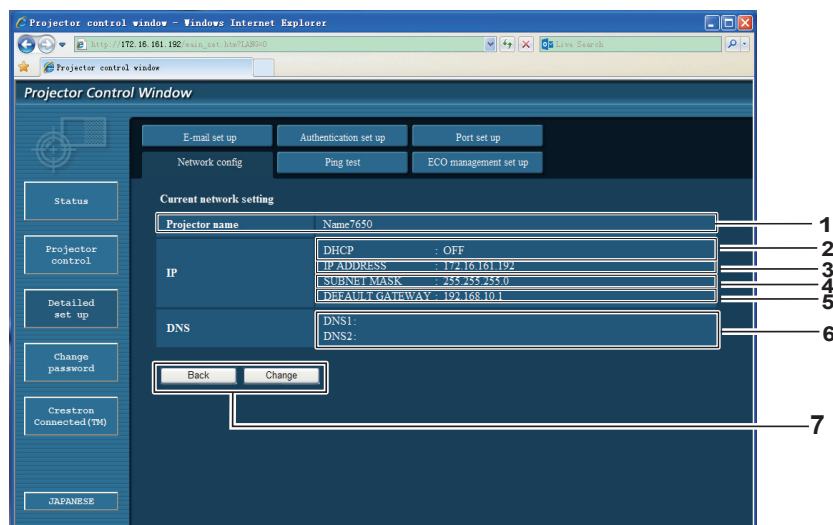 Projector control window - Windows Internet Explorer
http://172.16.161.192/main_set.htm?LANG=0
Live Search
Projector control window
Projector Control Window
E-mail set up
Authentication set up
Port set up
Network config
Ping test
ECO management set up
Status
Projector control
Detailed set up
Change password
Crestron Connected(TM)
JAPANESE
Current network setting
Projector name Name7650 1
IP
DHCP : OFF 2
IP ADDRESS : 172.16.161.192 3
SUBNET MASK : 255.255.255.0 4
DEFAULT GATEWAY : 192.168.10.1 5
DNS
DNS1:
DNS2:
6
Back Change
7